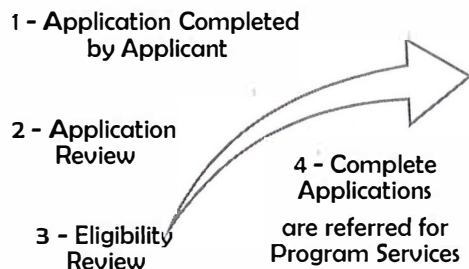 1 - Application Completed
by Applicant
2 - Application
Review
3 - Eligibility
Review
4 - Complete
Applications
are referred for
Program Services